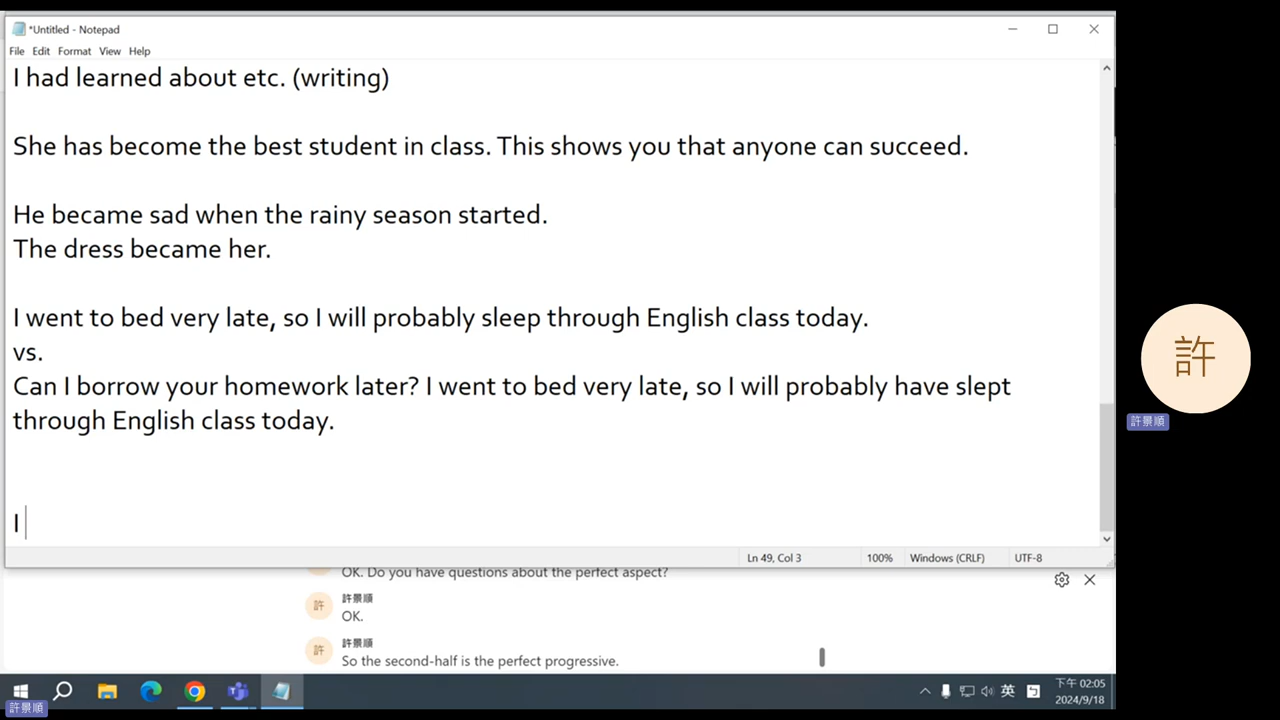 *Untitled - Notepad
File Edit Format View Help
I had learned about etc. (writing)
She has become the best student in class. This shows you that anyone can succeed.
He became sad when the rainy season started.
The dress became her.
I went to bed very late, so I will probably sleep through English class today.
vs.
Can I borrow your homework later? I went to bed very late, so I will probably have slept
through English class today.
I
Ln 49, Col 3 100% Windows (CRLF) UTF-8
許
許景順
OK. Do you have questions about the perfect aspect?
許 許景順
OK.
許 許景順
So the second-half is the perfect progressive.
英
下午 02:05
2024/9/18
許景順